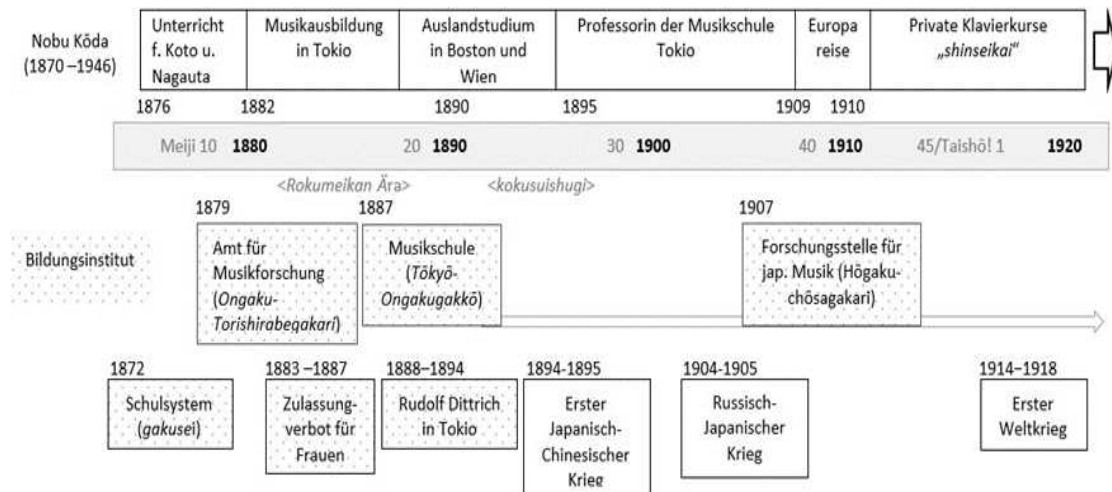 Nobu Kōda
(1870 –1946)
Unterricht
f. Koto u.
Nagauta
Musikausbildung
in Tokio
Auslandstudium
in Boston und
Wien
Professorin der Musikschule
Tokio
Europa
reise
Private Klavierkurse
„shinseikai“
1876 1882 1890 1895 1909 1910
Meiji 10 1880 20 1890 30 1900 40 1910 45/Taishô! 1 1920
<Rokumeikan Ära> <kokusuishugi>
Bildungsinstitut
1879
Amt für
Musikforschung
(Ongaku-
Torishirabegakari)
1887
Musikschule
(Tōkyō-
Ongakugakkō)
1907
Forschungsstelle für
jap. Musik (Hōgaku-
chōsagakari)
1872
Schulsystem
(gakusei)
1883 –1887
Zulassung-
verbot für
Frauen
1888–1894
Rudolf Dittrich
in Tokio
1894-1895
Erster
Japanisch-
Chinesischer
Krieg
1904-1905
Russisch-
Japanischer
Krieg
1914–1918
Erster
Weltkrieg